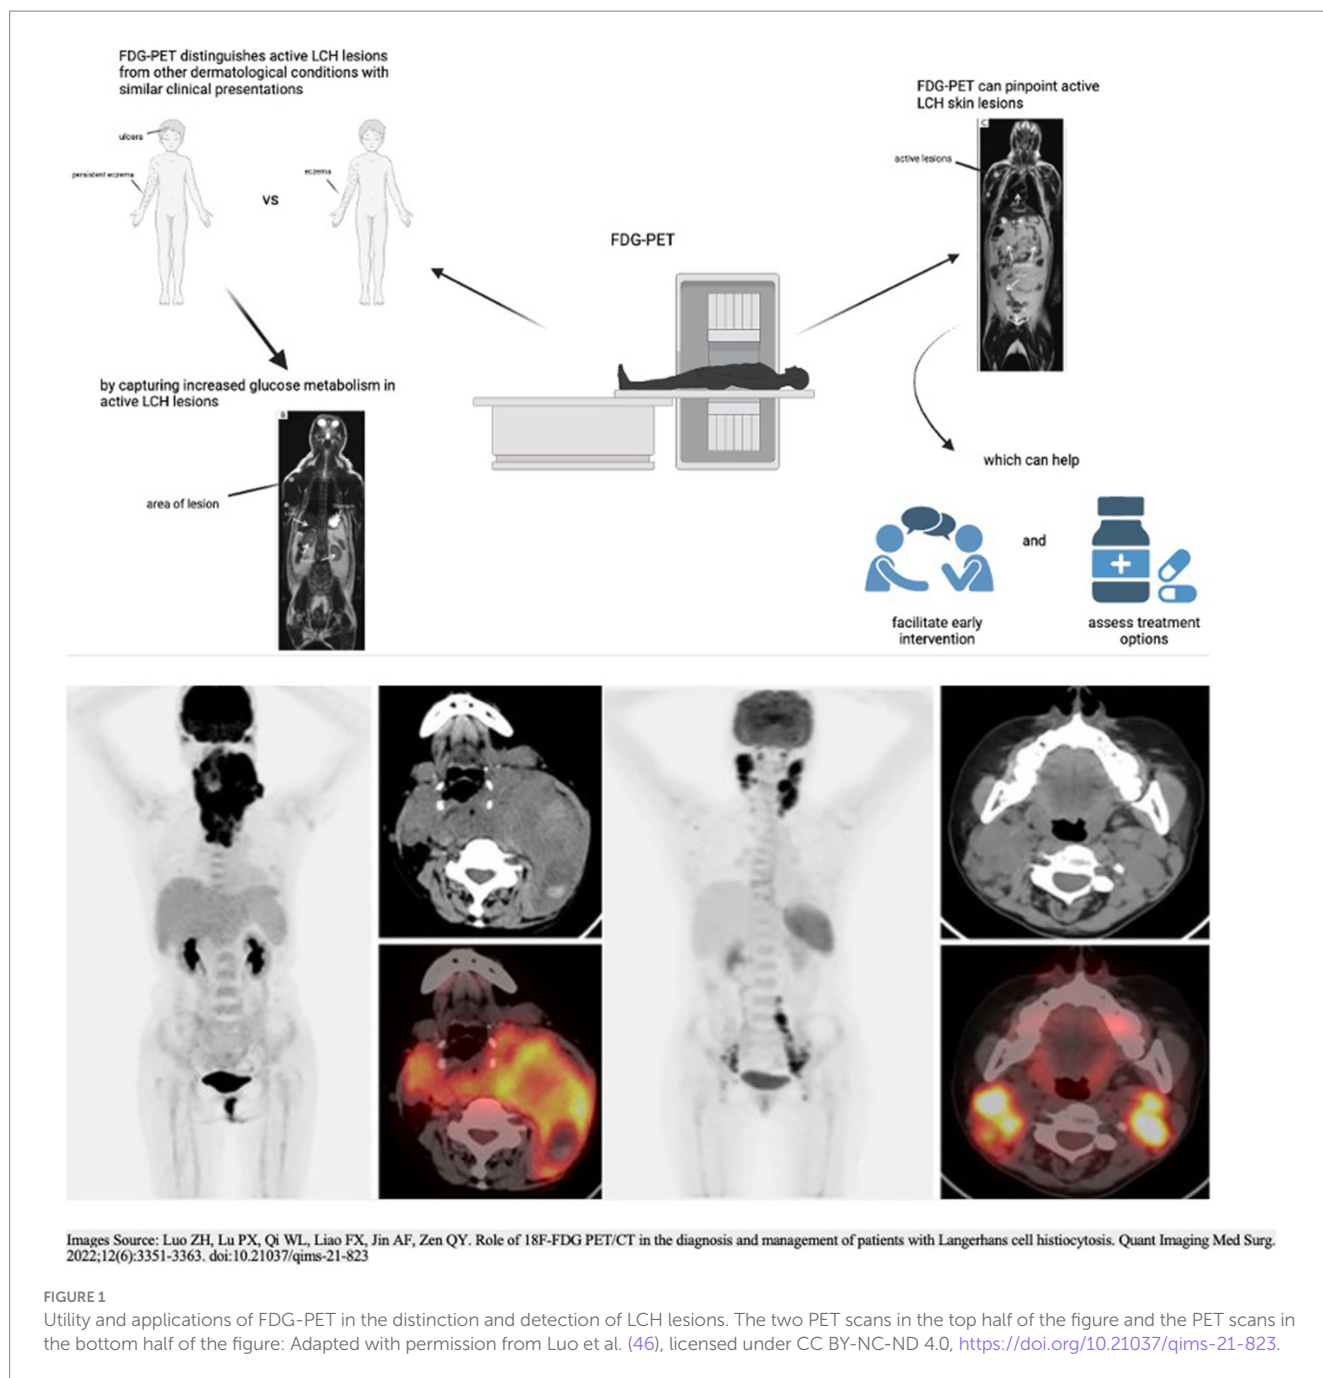 FDG-PET distinguishes active LCH lesions
from other dermatological conditions with
similar clinical presentations
ulcers
persistent eczema
vs
eczema
by capturing increased glucose metabolism in
active LCH lesions
B
area of lesion
FDG-PET
FDG-PET can pinpoint active
LCH skin lesions
C
active lesions
which can help
and
facilitate early
intervention
assess treatment
options
Images Source: Luo ZH, Lu PX, Qi WL, Liao FX, Jin AF, Zen QY. Role of 18F-FDG PET/CT in the diagnosis and management of patients with Langerhans cell histiocytosis. Quant Imaging Med Surg.
2022;12(6):3351-3363. doi:10.21037/qims-21-823
FIGURE 1
Utility and applications of FDG-PET in the distinction and detection of LCH lesions. The two PET scans in the top half of the figure and the PET scans in
the bottom half of the figure: Adapted with permission from Luo et al. (46), licensed under CC BY-NC-ND 4.0, https://doi.org/10.21037/qims-21-823.